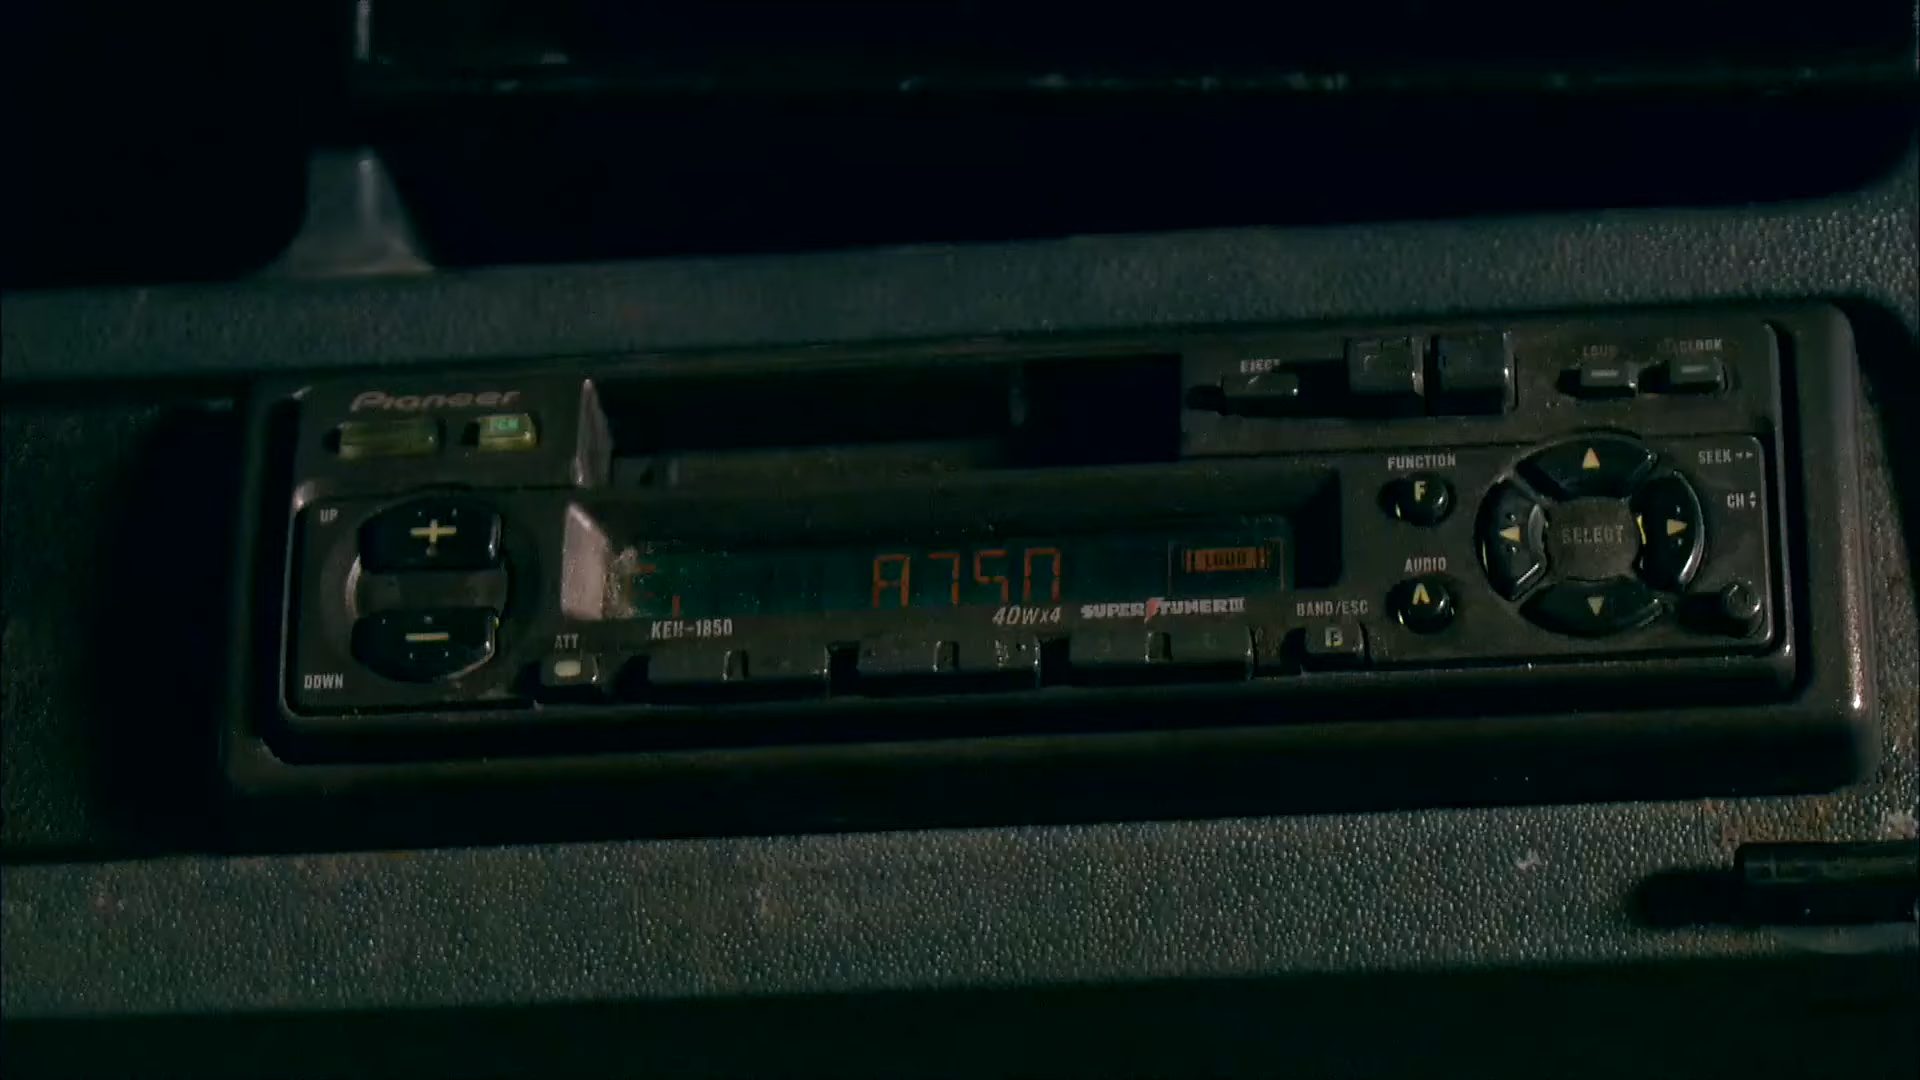 Pioneer
EJECT
LOUD
CLOCK
UP
+
FUNCTION
F
SEEK
CH
SELECT
A750
LOUD
AUDIO
A
DOWN
ATT
KEH-1850
40Wx4
SUPER TUNER III
BAND/ESC
B